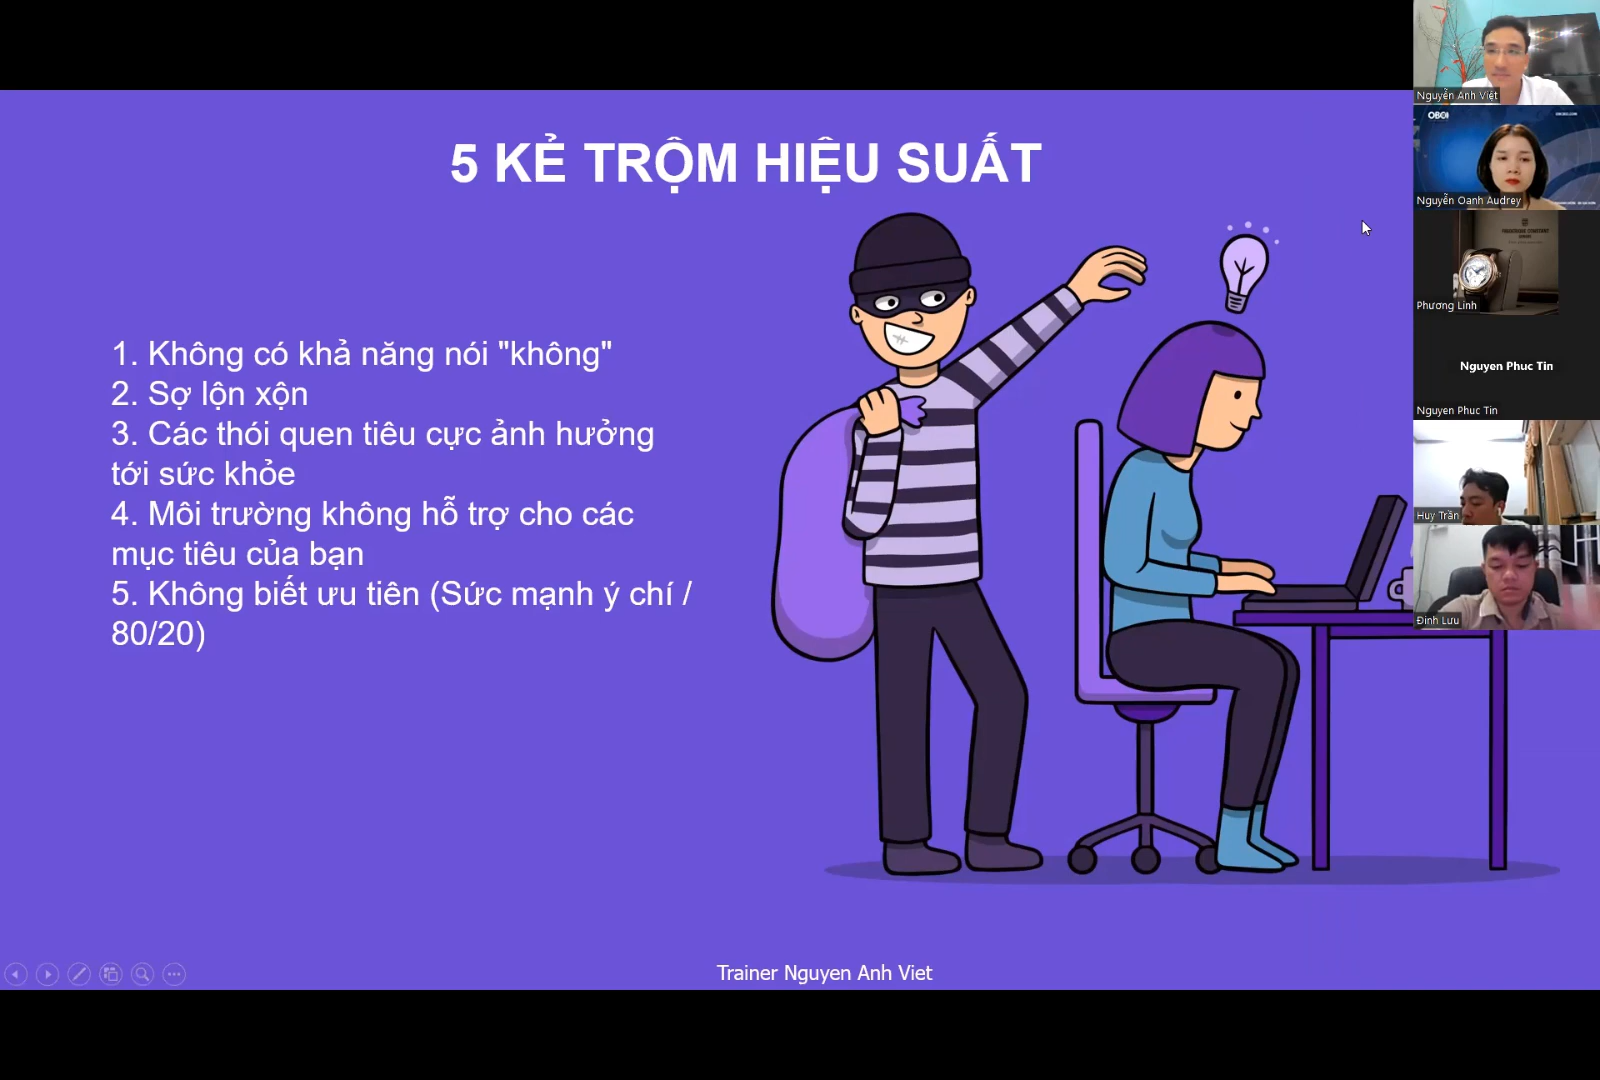 5 KẺ TRỘM HIỆU SUẤT
1. Không có khả năng nói "không"
2. Sợ lộn xộn
3. Các thói quen tiêu cực ảnh hưởng
tới sức khỏe
4. Môi trường không hỗ trợ cho các
mục tiêu của bạn
5. Không biết ưu tiên (Sức mạnh ý chí /
80/20)
Trainer Nguyen Anh Viet
Nguyễn Anh Việt
Nguyễn Oanh Audrey
Phương Linh
Nguyen Phuc Tin
Nguyen Phuc Tin
Huy Trần
Đinh Lưu